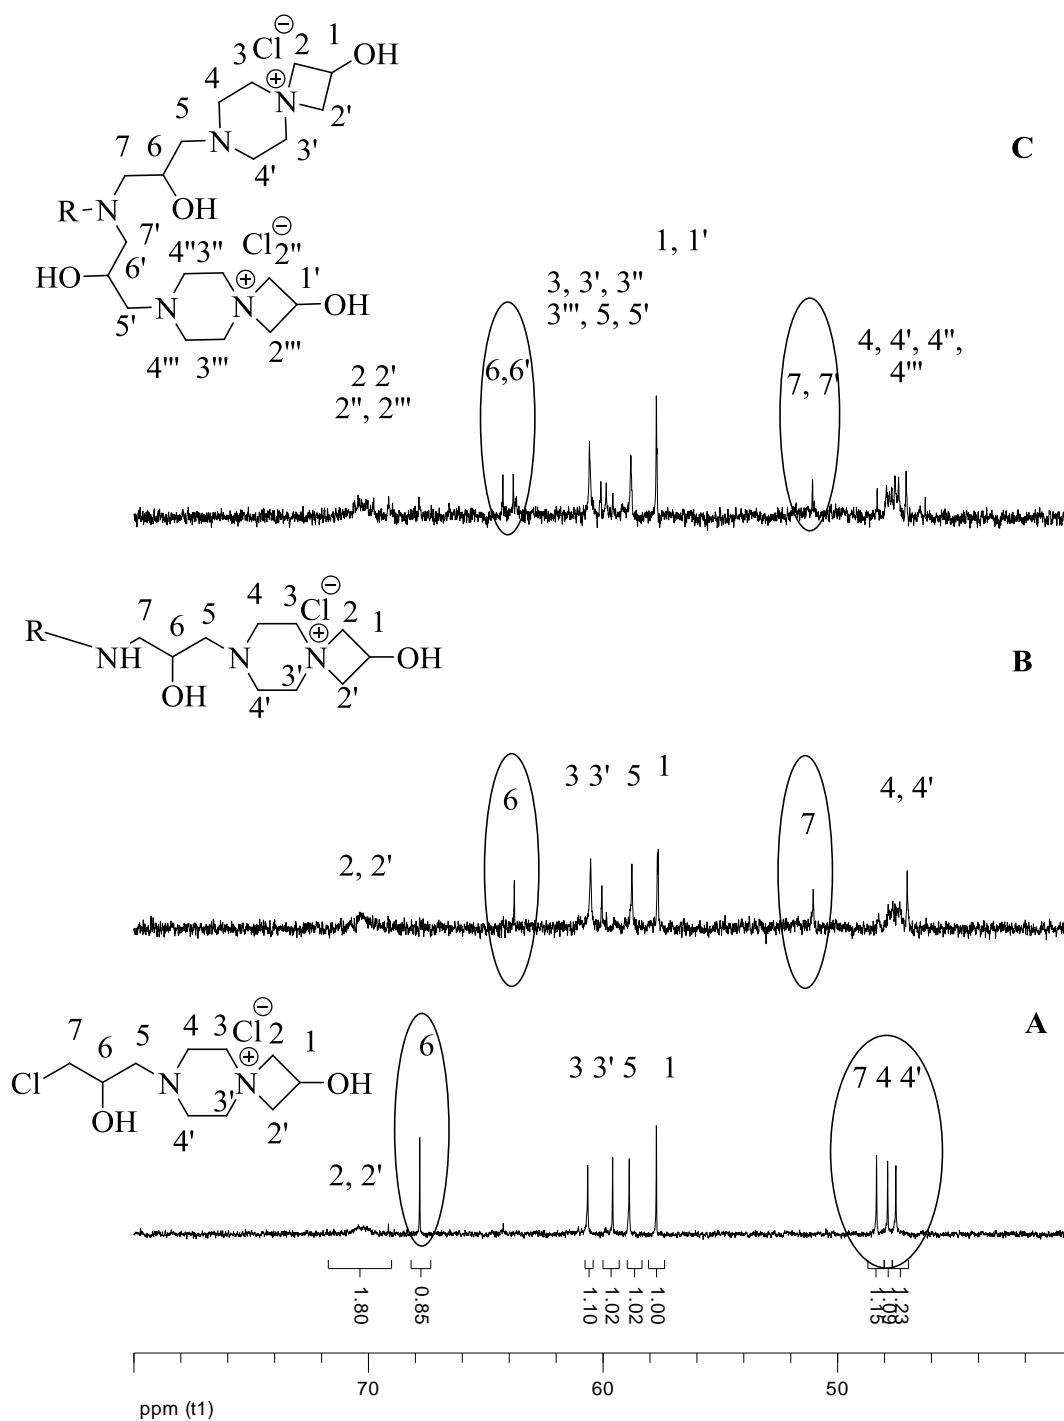 3 Cl⊖ 2 1
OH
4
⊕
5
N
2'
7 6
N
3'
4'
C
R-N
OH
7'
4'' 3''
Cl⊖
2''
1, 1'
HO
6'
⊕
1'
3, 3', 3''
N
N
OH
3''', 5, 5'
5'
2'''
4, 4', 4'',
4''' 3'''
6,6'
4'''
2 2'
7, 7'
2'', 2'''
4 3 Cl⊖ 2
7 6 5
⊕
1
R
NH
N
N
OH
B
3'
OH
4'
2'
3 3' 5 1
6
4, 4'
7
2, 2'
4 3 Cl⊖ 2
A
7 6 5
⊕
1
6
3 3' 5 1
7 4 4'
Cl
N
N
OH
3'
OH
4'
2'
2, 2'
1.80
0.85
1.10
1.02
1.02
1.00
1.15
1.23
70
60
50
ppm (t1)